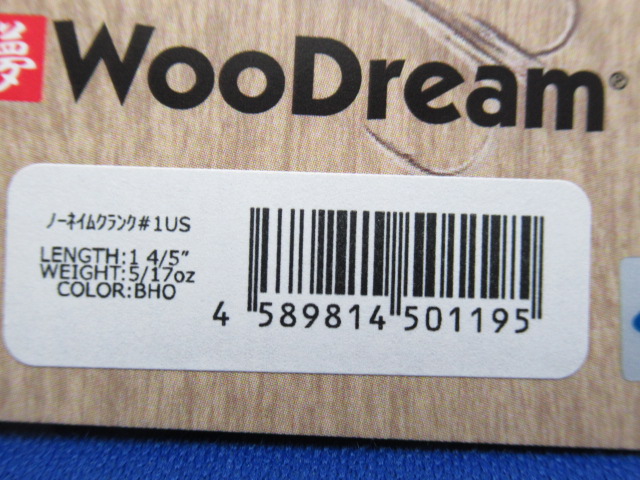 夢 WooDream®
ﾉｰﾈｲﾑｸﾗﾝｸ#1US
LENGTH:1 4/5"
WEIGHT:5/17oz
COLOR:BHO
4 589814 501195